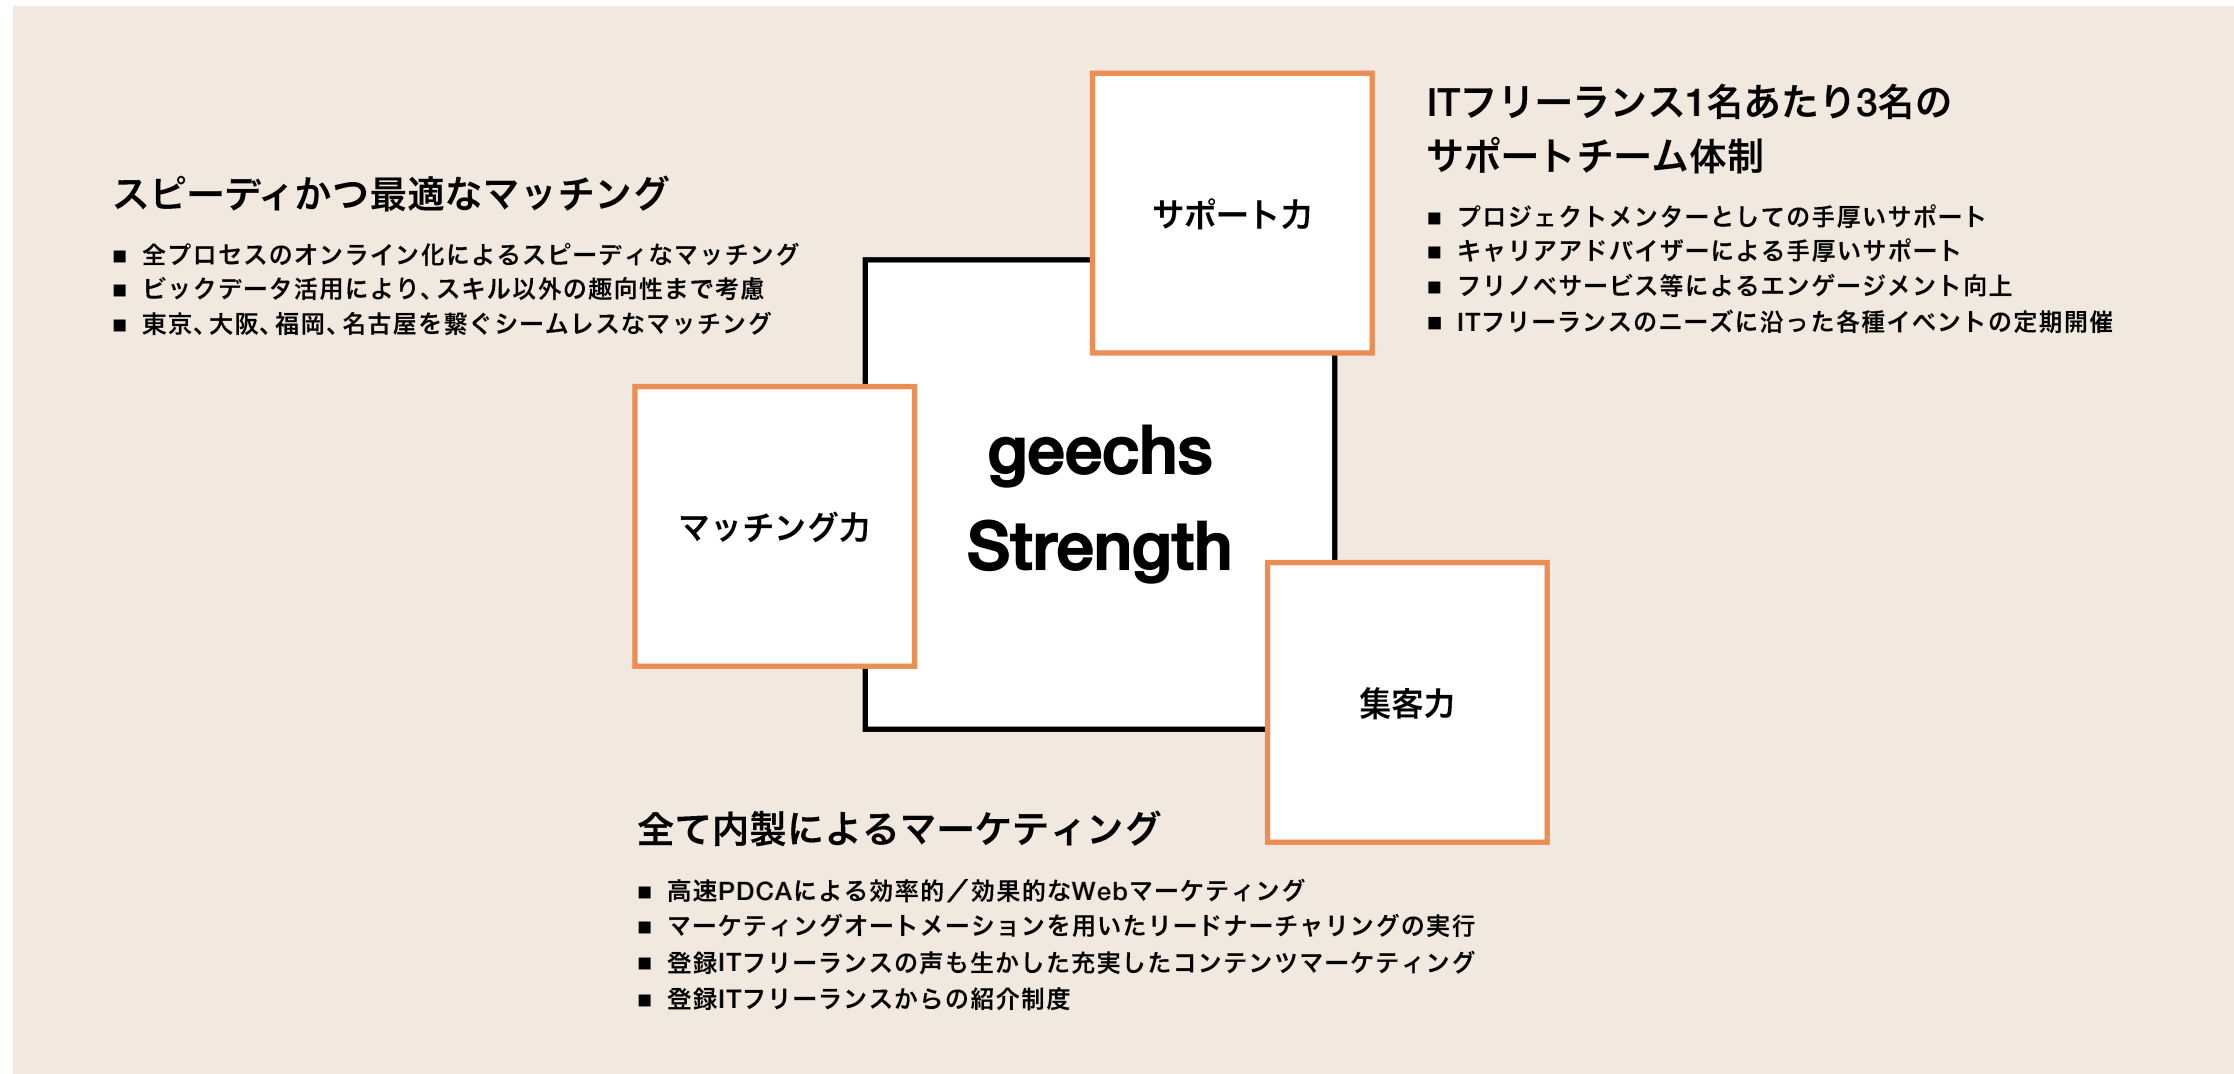 スピーディかつ最適なマッチング
■ 全プロセスのオンライン化によるスピーディなマッチング
■ ビックデータ活用により、スキル以外の趣向性まで考慮
■ 東京、大阪、福岡、名古屋を繋ぐシームレスなマッチング
サポート力
ITフリーランス1名あたり3名の
サポートチーム体制
■ プロジェクトメンターとしての手厚いサポート
■ キャリアアドバイザーによる手厚いサポート
■ フリノベサービス等によるエンゲージメント向上
■ ITフリーランスのニーズに沿った各種イベントの定期開催
マッチング力
geechs
Strength
集客力
全て内製によるマーケティング
■ 高速PDCAによる効率的／効果的なWebマーケティング
■ マーケティングオートメーションを用いたリードナーチャリングの実行
■ 登録ITフリーランスの声も生かした充実したコンテンツマーケティング
■ 登録ITフリーランスからの紹介制度